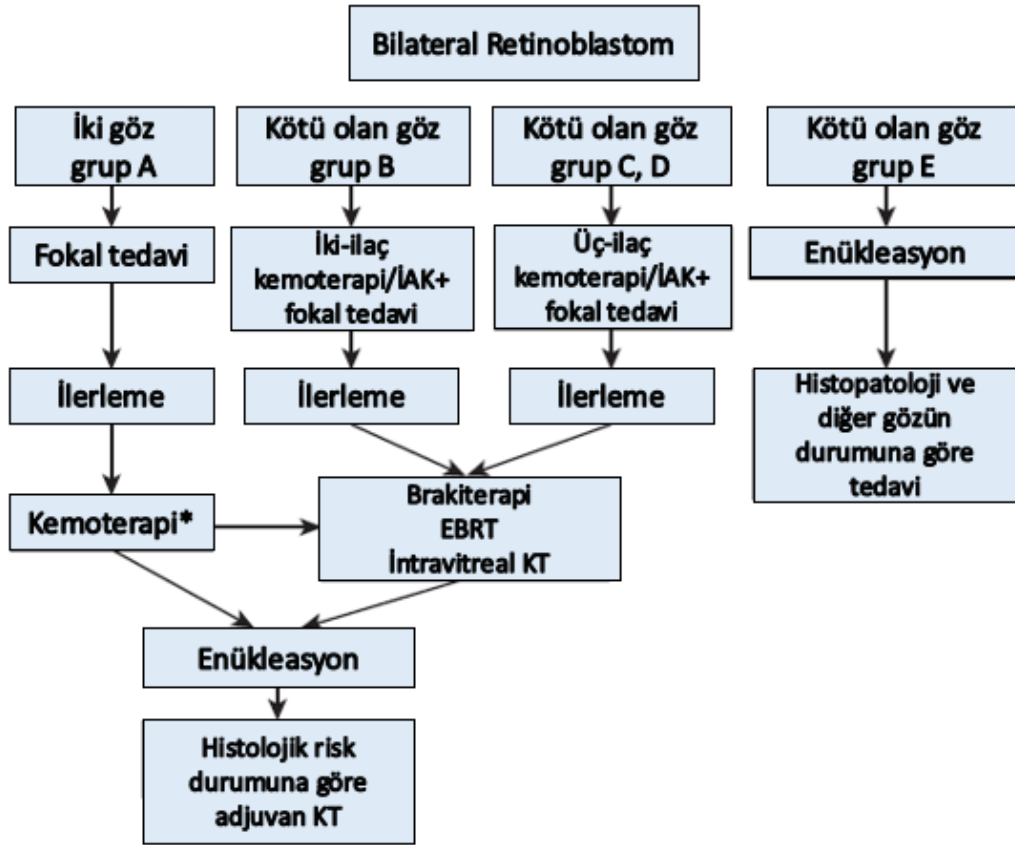 Bilateral Retinoblastom
İki göz
grup A
Kötü olan göz
grup B
Kötü olan göz
grup C, D
Kötü olan göz
grup E
Fokal tedavi
İki-ilaç
kemoterapi/İAK+
fokal tedavi
Üç-ilaç
kemoterapi/İAK+
fokal tedavi
Enükleasyon
İlerleme
İlerleme
İlerleme
Histopatoloji ve
diğer gözün
durumuna göre
tedavi
Kemoterapi*
Brakiterapi
EBRT
İntravitreal KT
Enükleasyon
Histolojik risk
durumuna göre
adjuvan KT